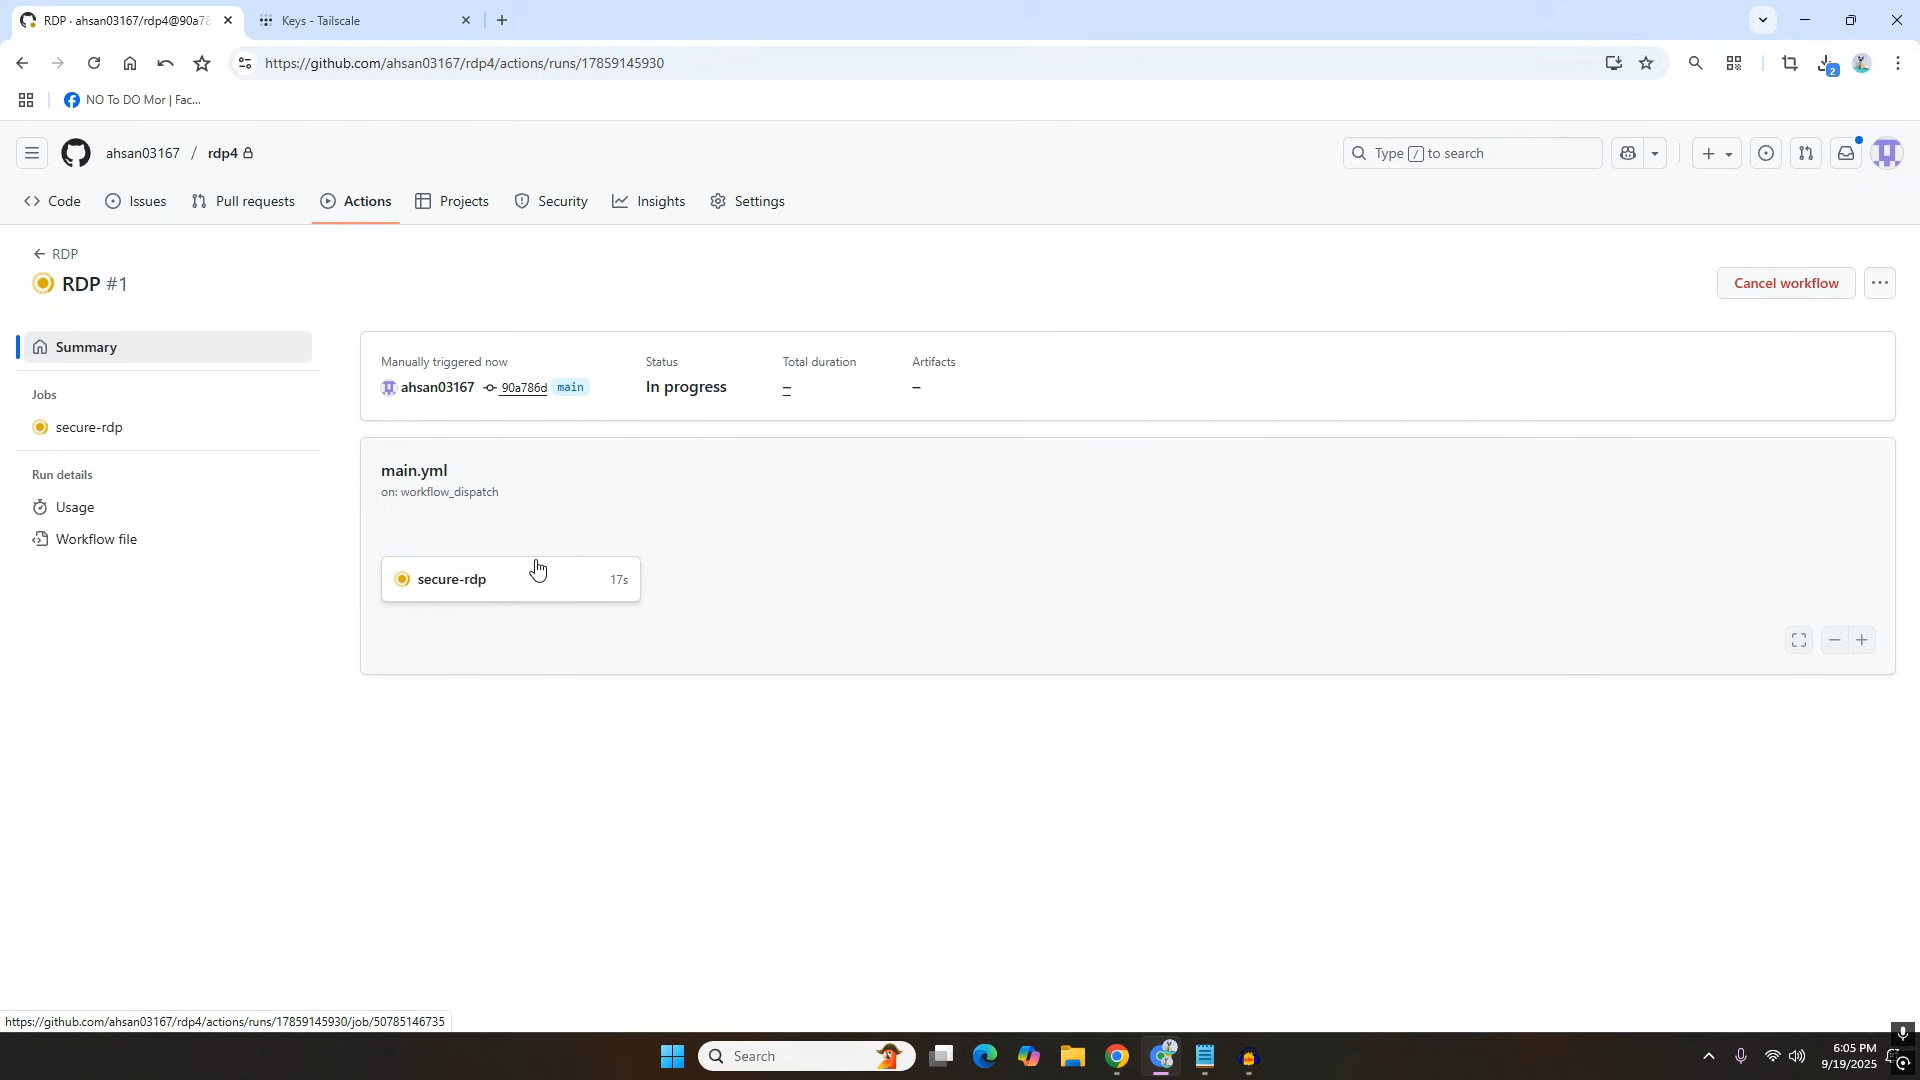 RDP · ahsan03167/rdp4@90a78
Keys - Tailscale
https://github.com/ahsan03167/rdp4/actions/runs/17859145930
2
NO To DO Mor | Fac...
ahsan03167 / rdp4
Type / to search
Code
Issues
Pull requests
Actions
Projects
Security
Insights
Settings
RDP
RDP #1
Cancel workflow
Summary
Jobs
secure-rdp
Run details
Usage
Workflow file
Manually triggered now
Status
Total duration
Artifacts
ahsan03167 90a786d main
In progress
–
–
main.yml
on: workflow_dispatch
secure-rdp
17s
https://github.com/ahsan03167/rdp4/actions/runs/17859145930/job/50785146735
Search
6:05 PM
9/19/2025